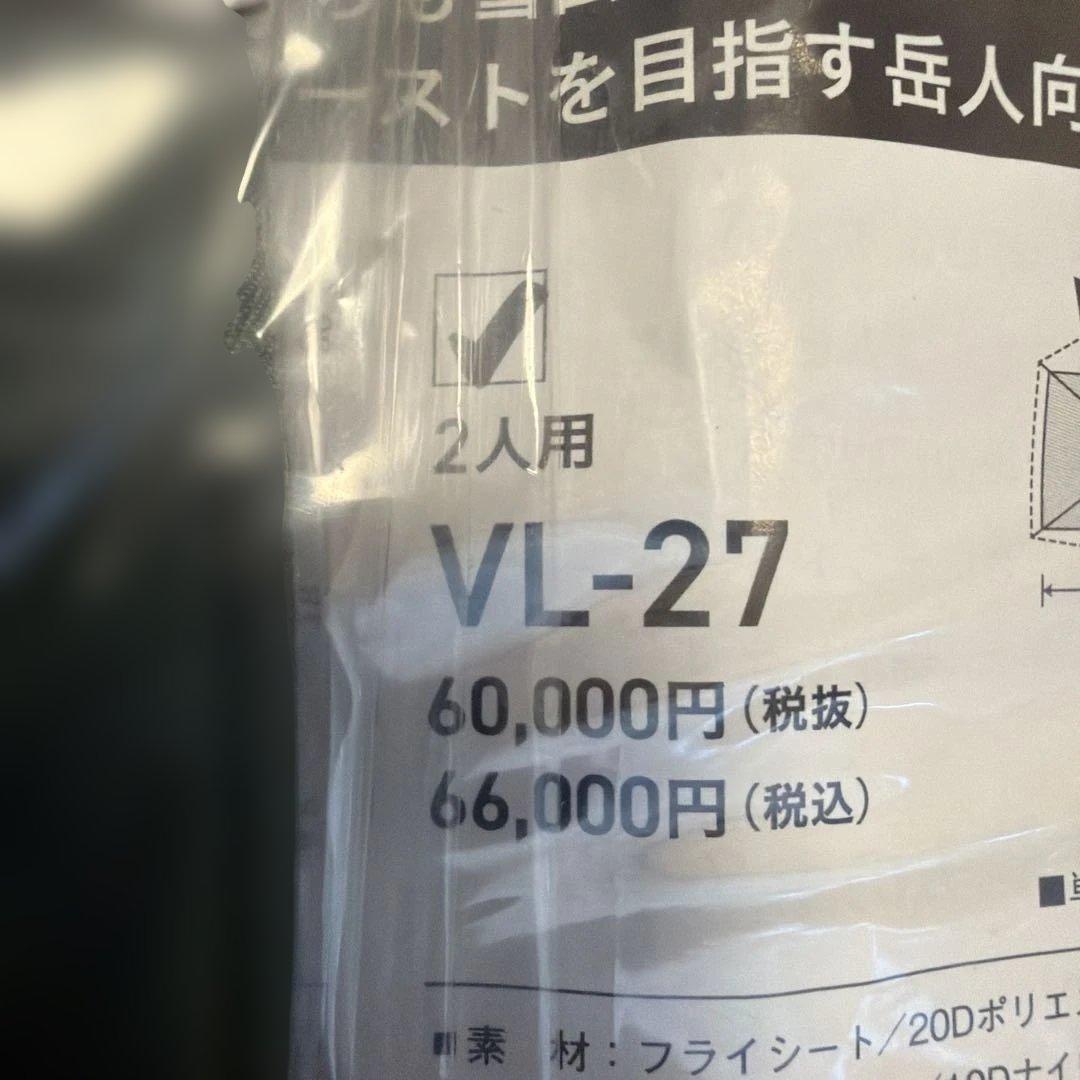 ストを目指す岳人向
2人用
VL-27
60,000円（税抜）
66,000円（税込）
■素 材：フライシート/20Dポリエ